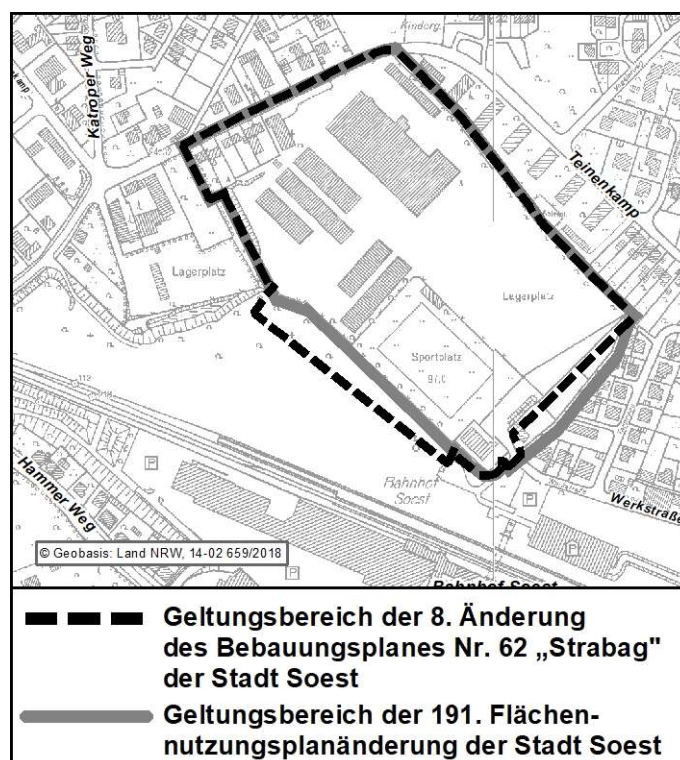 Kinderg.
Katroper Weg
Teinenkamp
Lagerplatz
Lagerplatz
Sportplatz
97,0
Bahnhof
Soest
Hammer Weg
Werkstraße
P
P
P
P
© Geobasis: Land NRW, 14-02 659/2018
Bahnhof Soest
Geltungsbereich der 8. Änderung
des Bebauungsplanes Nr. 62 „Strabag"
der Stadt Soest
Geltungsbereich der 191. Flächen-
nutzungsplanänderung der Stadt Soest